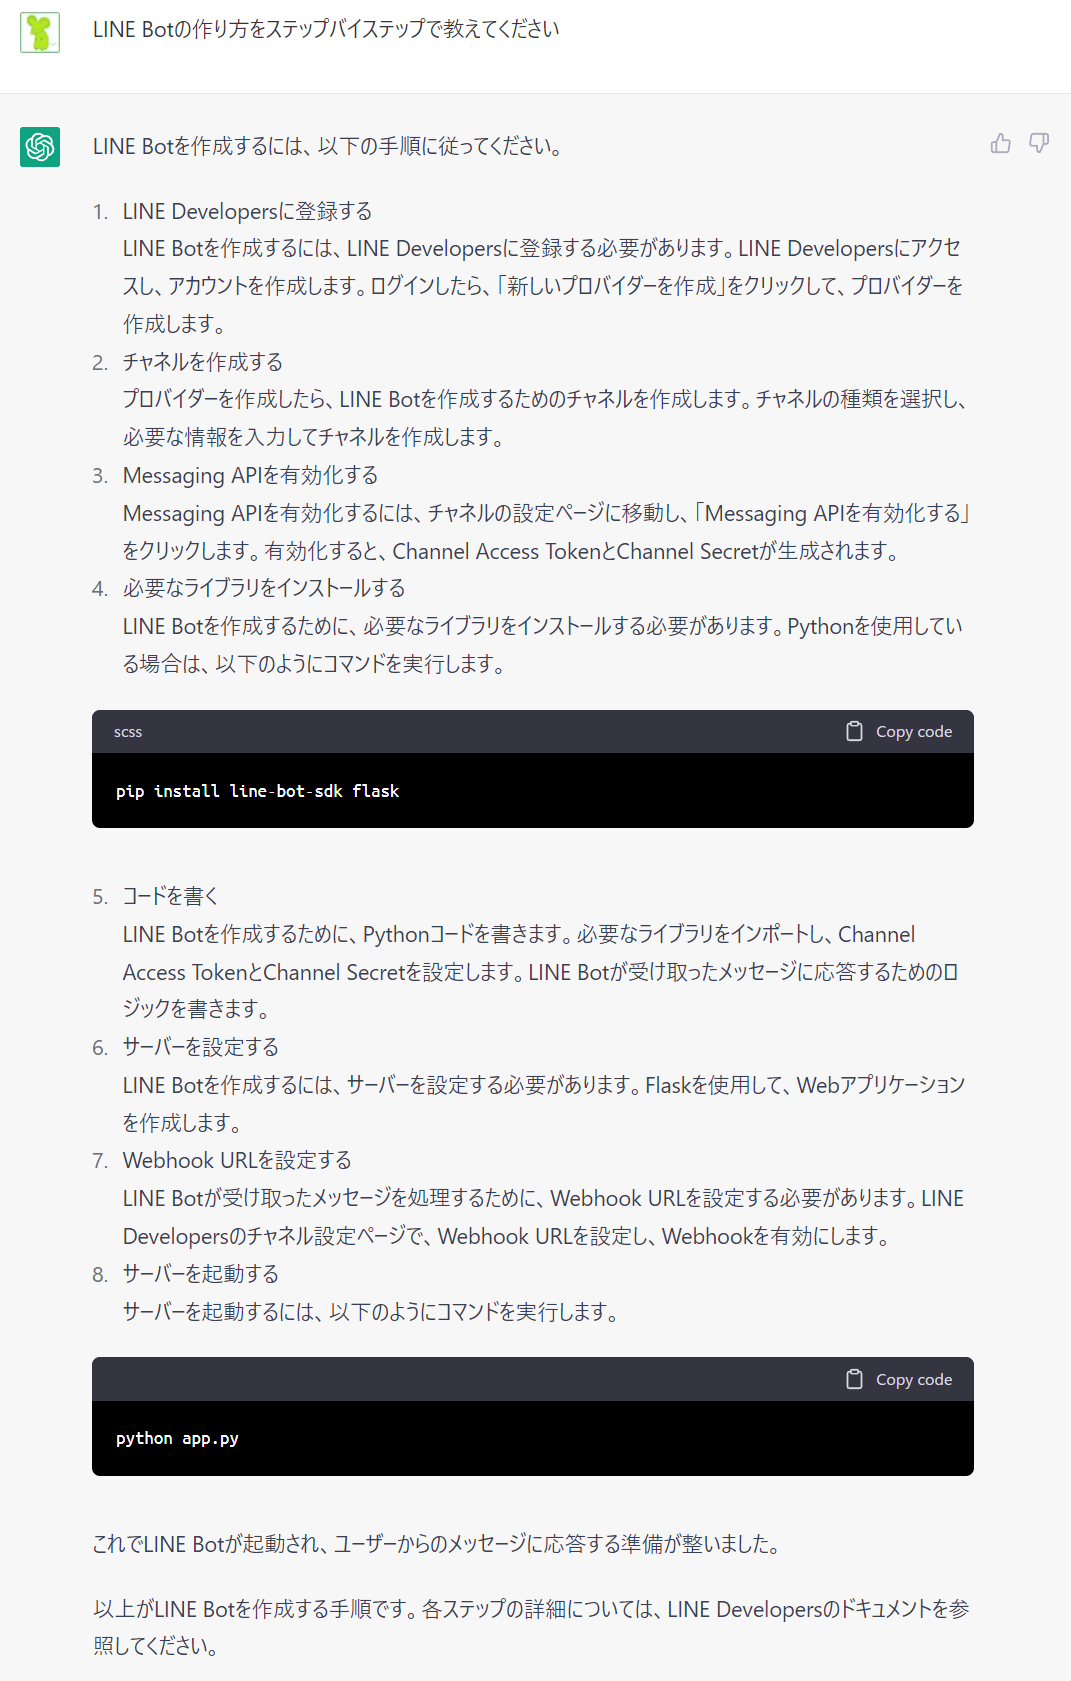 LINE Botの作り方をステップバイステップで教えてください
LINE Botを作成するには、以下の手順に従ってください。
1. LINE Developersに登録する
LINE Botを作成するには、LINE Developersに登録する必要があります。LINE Developersにアクセ
スし、アカウントを作成します。ログインしたら、「新しいプロバイダーを作成」をクリックして、プロバイダーを
作成します。
2. チャネルを作成する
プロバイダーを作成したら、LINE Botを作成するためのチャネルを作成します。チャネルの種類を選択し、
必要な情報を入力してチャネルを作成します。
3. Messaging APIを有効化する
Messaging APIを有効化するには、チャネルの設定ページに移動し、「Messaging APIを有効化する」
をクリックします。有効化すると、Channel Access TokenとChannel Secretが生成されます。
4. 必要なライブラリをインストールする
LINE Botを作成するために、必要なライブラリをインストールする必要があります。Pythonを使用してい
る場合は、以下のようにコマンドを実行します。
scss Copy code
pip install line-bot-sdk flask
5. コードを書く
LINE Botを作成するために、Pythonコードを書きます。必要なライブラリをインポートし、Channel
Access TokenとChannel Secretを設定します。LINE Botが受け取ったメッセージに応答するためのロ
ジックを書きます。
6. サーバーを設定する
LINE Botを作成するには、サーバーを設定する必要があります。Flaskを使用して、Webアプリケーション
を作成します。
7. Webhook URLを設定する
LINE Botが受け取ったメッセージを処理するために、Webhook URLを設定する必要があります。LINE
Developersのチャネル設定ページで、Webhook URLを設定し、Webhookを有効にします。
8. サーバーを起動する
サーバーを起動するには、以下のようにコマンドを実行します。
Copy code
python app.py
これでLINE Botが起動され、ユーザーからのメッセージに応答する準備が整いました。
以上がLINE Botを作成する手順です。各ステップの詳細については、LINE Developersのドキュメントを参
照してください。